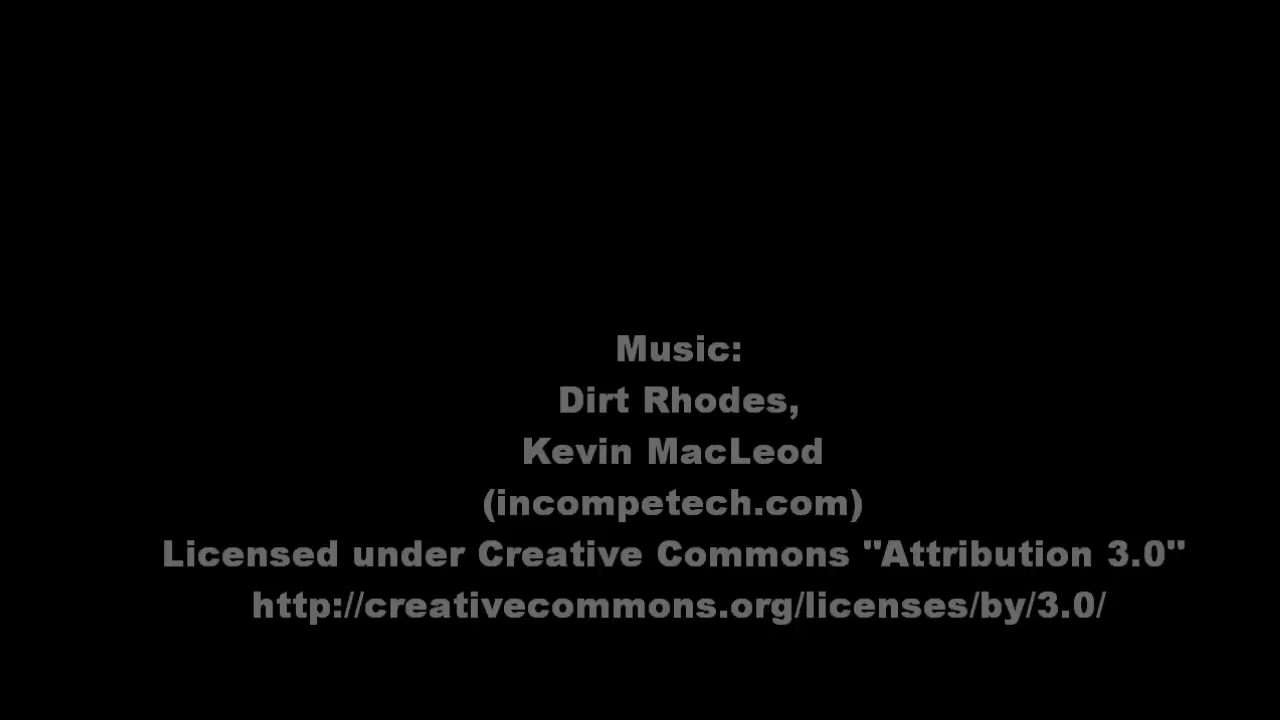 Music:
Dirt Rhodes,
Kevin MacLeod
(incompetech.com)
Licensed under Creative Commons "Attribution 3.0"
http://creativecommons.org/licenses/by/3.0/